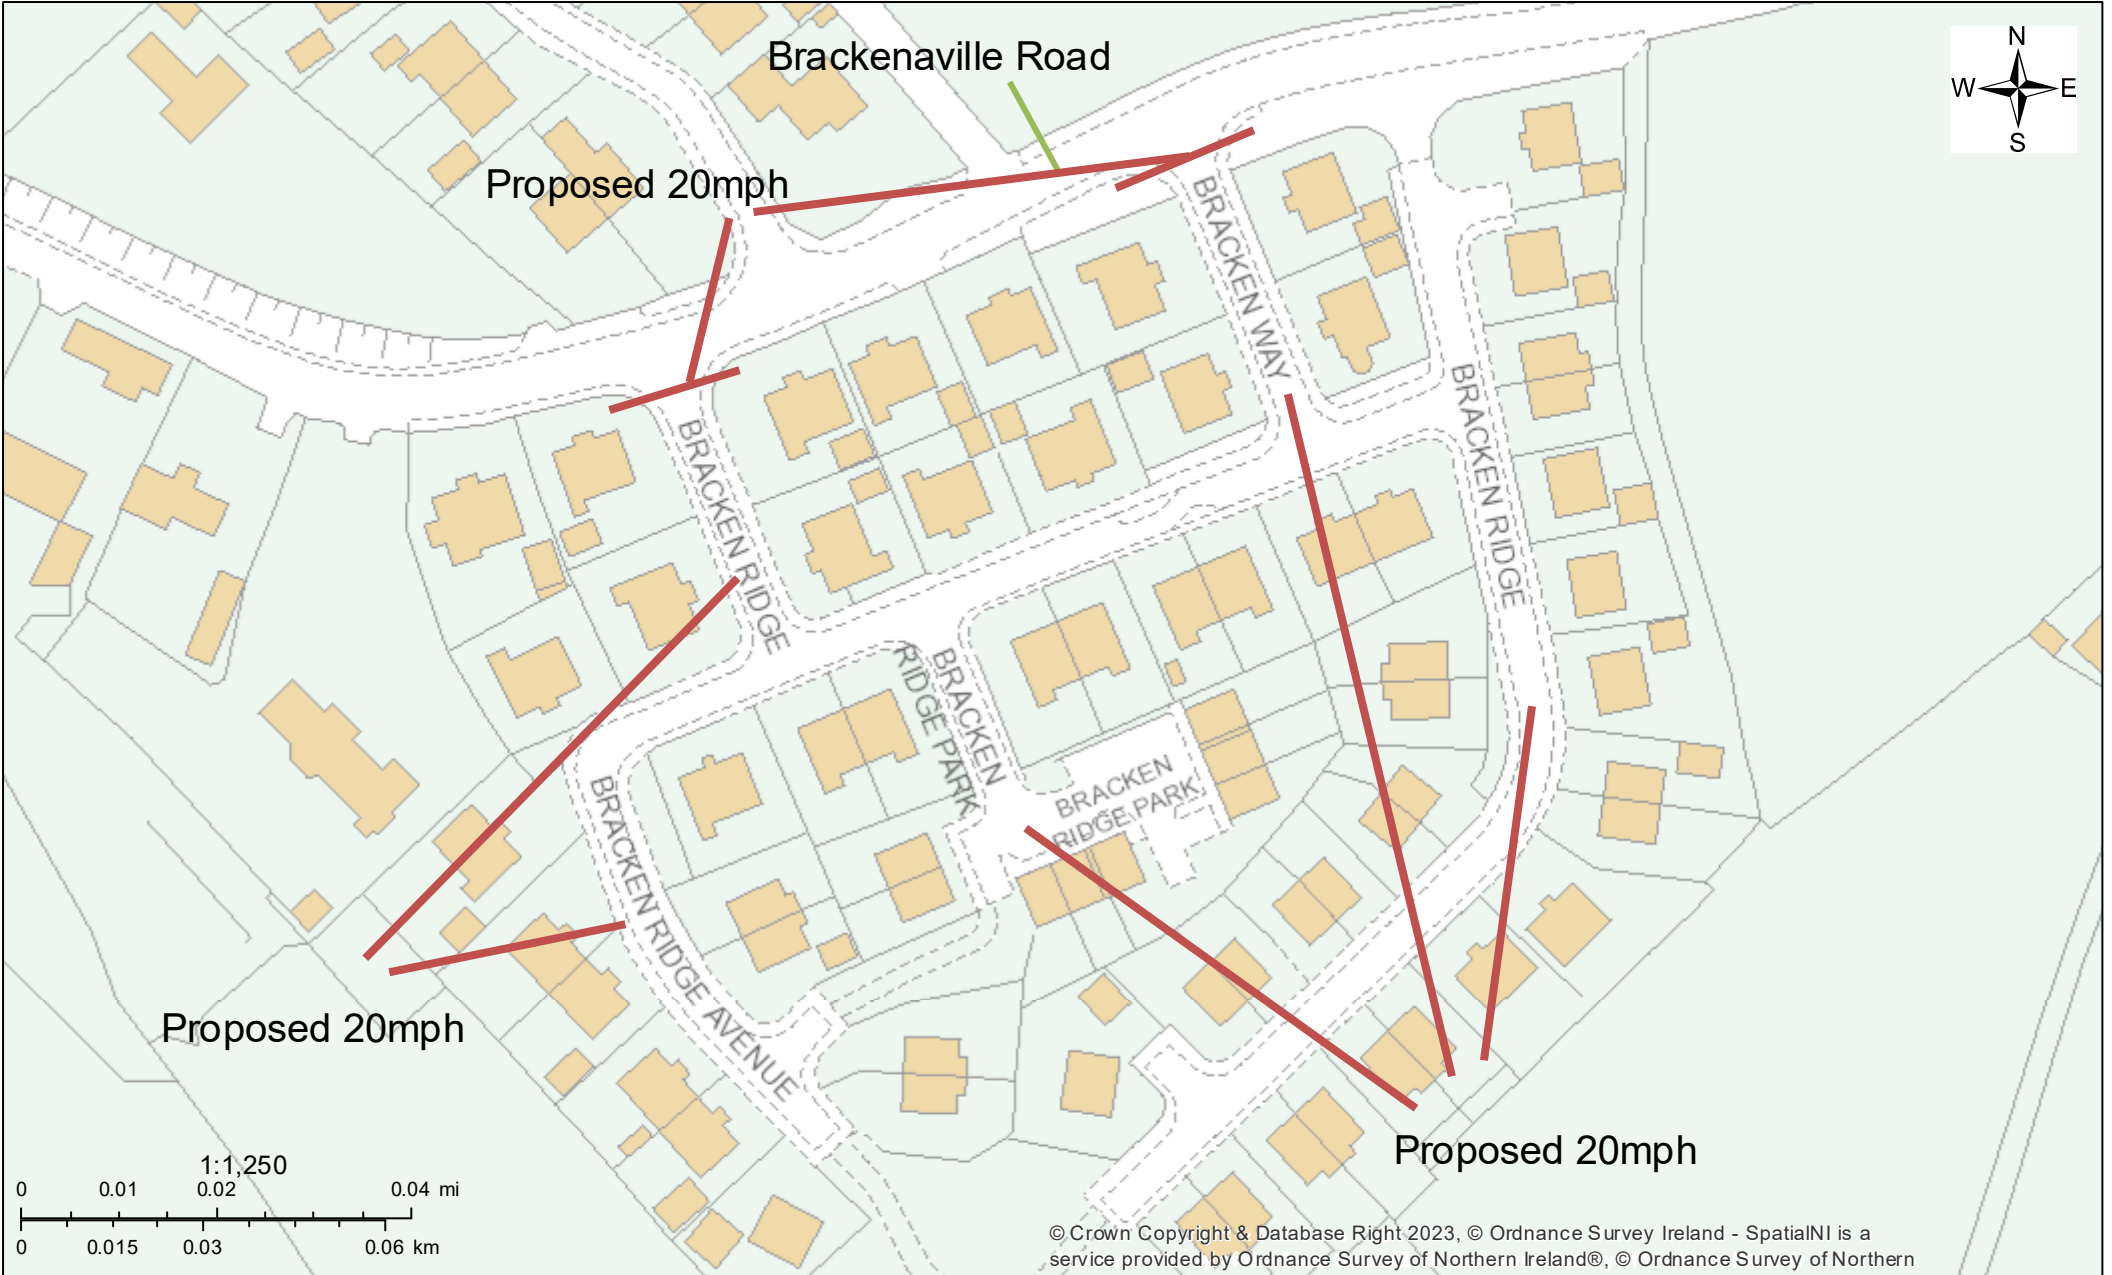 Brackenaville Road
N
W E
S
Proposed 20mph
BRACKEN WAY
BRACKEN RIDGE
BRACKEN RIDGE
BRACKEN
RIDGE PARK
BRACKEN
RIDGE PARK
BRACKEN RIDGE AVENUE
Proposed 20mph
Proposed 20mph
1:1,250
0 0.01 0.02 0.04 mi
0 0.015 0.03 0.06 km
© Crown Copyright & Database Right 2023, © Ordnance Survey Ireland - SpatialNI is a
service provided by Ordnance Survey of Northern Ireland®, © Ordnance Survey of Northern